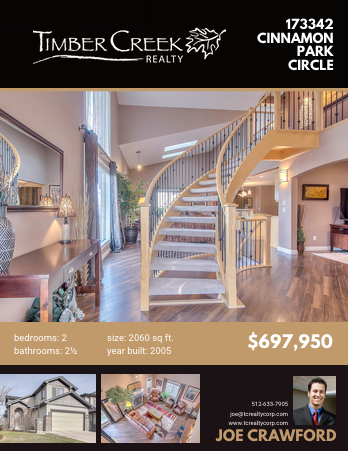 TIMBER CREEK
REALTY
173342
CINNAMON
PARK
CIRCLE
bedrooms: 2
bathrooms: 2½
size: 2060 sq ft.
year built: 2005
$697,950
512-633-7905
joe@tcrealtycorp.com
www.tcrealtycorp.com
JOE CRAWFORD